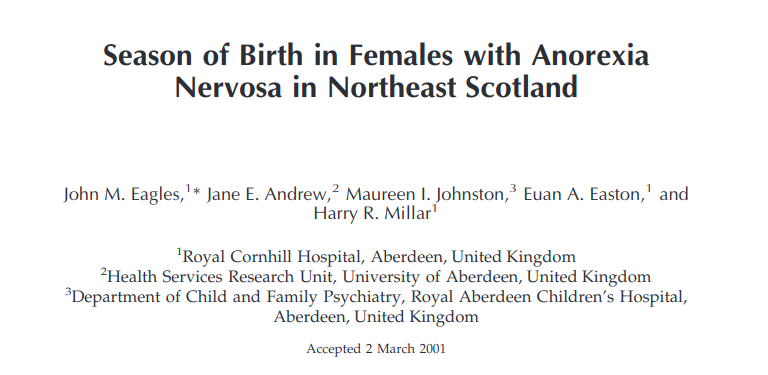 Season of Birth in Females with Anorexia
Nervosa in Northeast Scotland
John M. Eagles,1* Jane E. Andrew,2 Maureen I. Johnston,3 Euan A. Easton,1 and
Harry R. Millar1
1Royal Cornhill Hospital, Aberdeen, United Kingdom
2Health Services Research Unit, University of Aberdeen, United Kingdom
3Department of Child and Family Psychiatry, Royal Aberdeen Children’s Hospital,
Aberdeen, United Kingdom
Accepted 2 March 2001